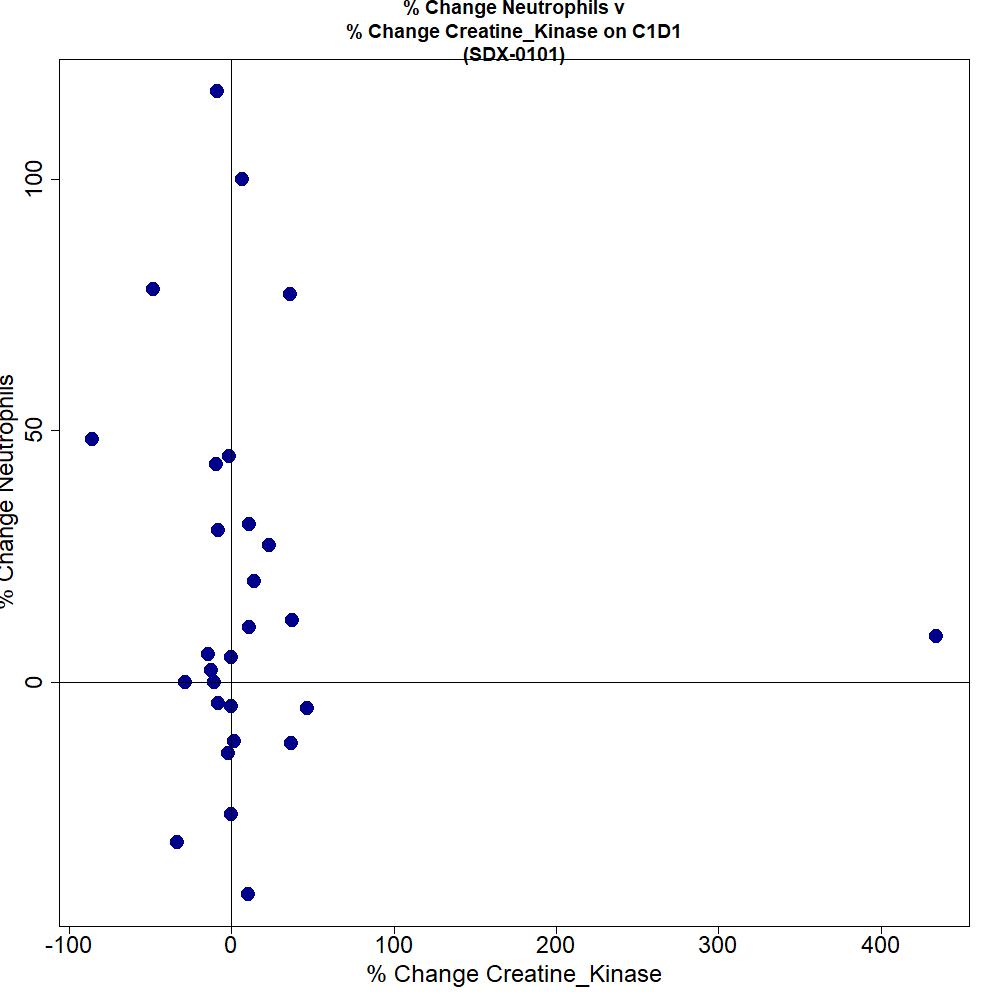 % Change Neutrophils v
% Change Creatine_Kinase on C1D1
(SDX-0101)
% Change Neutrophils
100
50
0
-100 0 100 200 300 400
% Change Creatine_Kinase